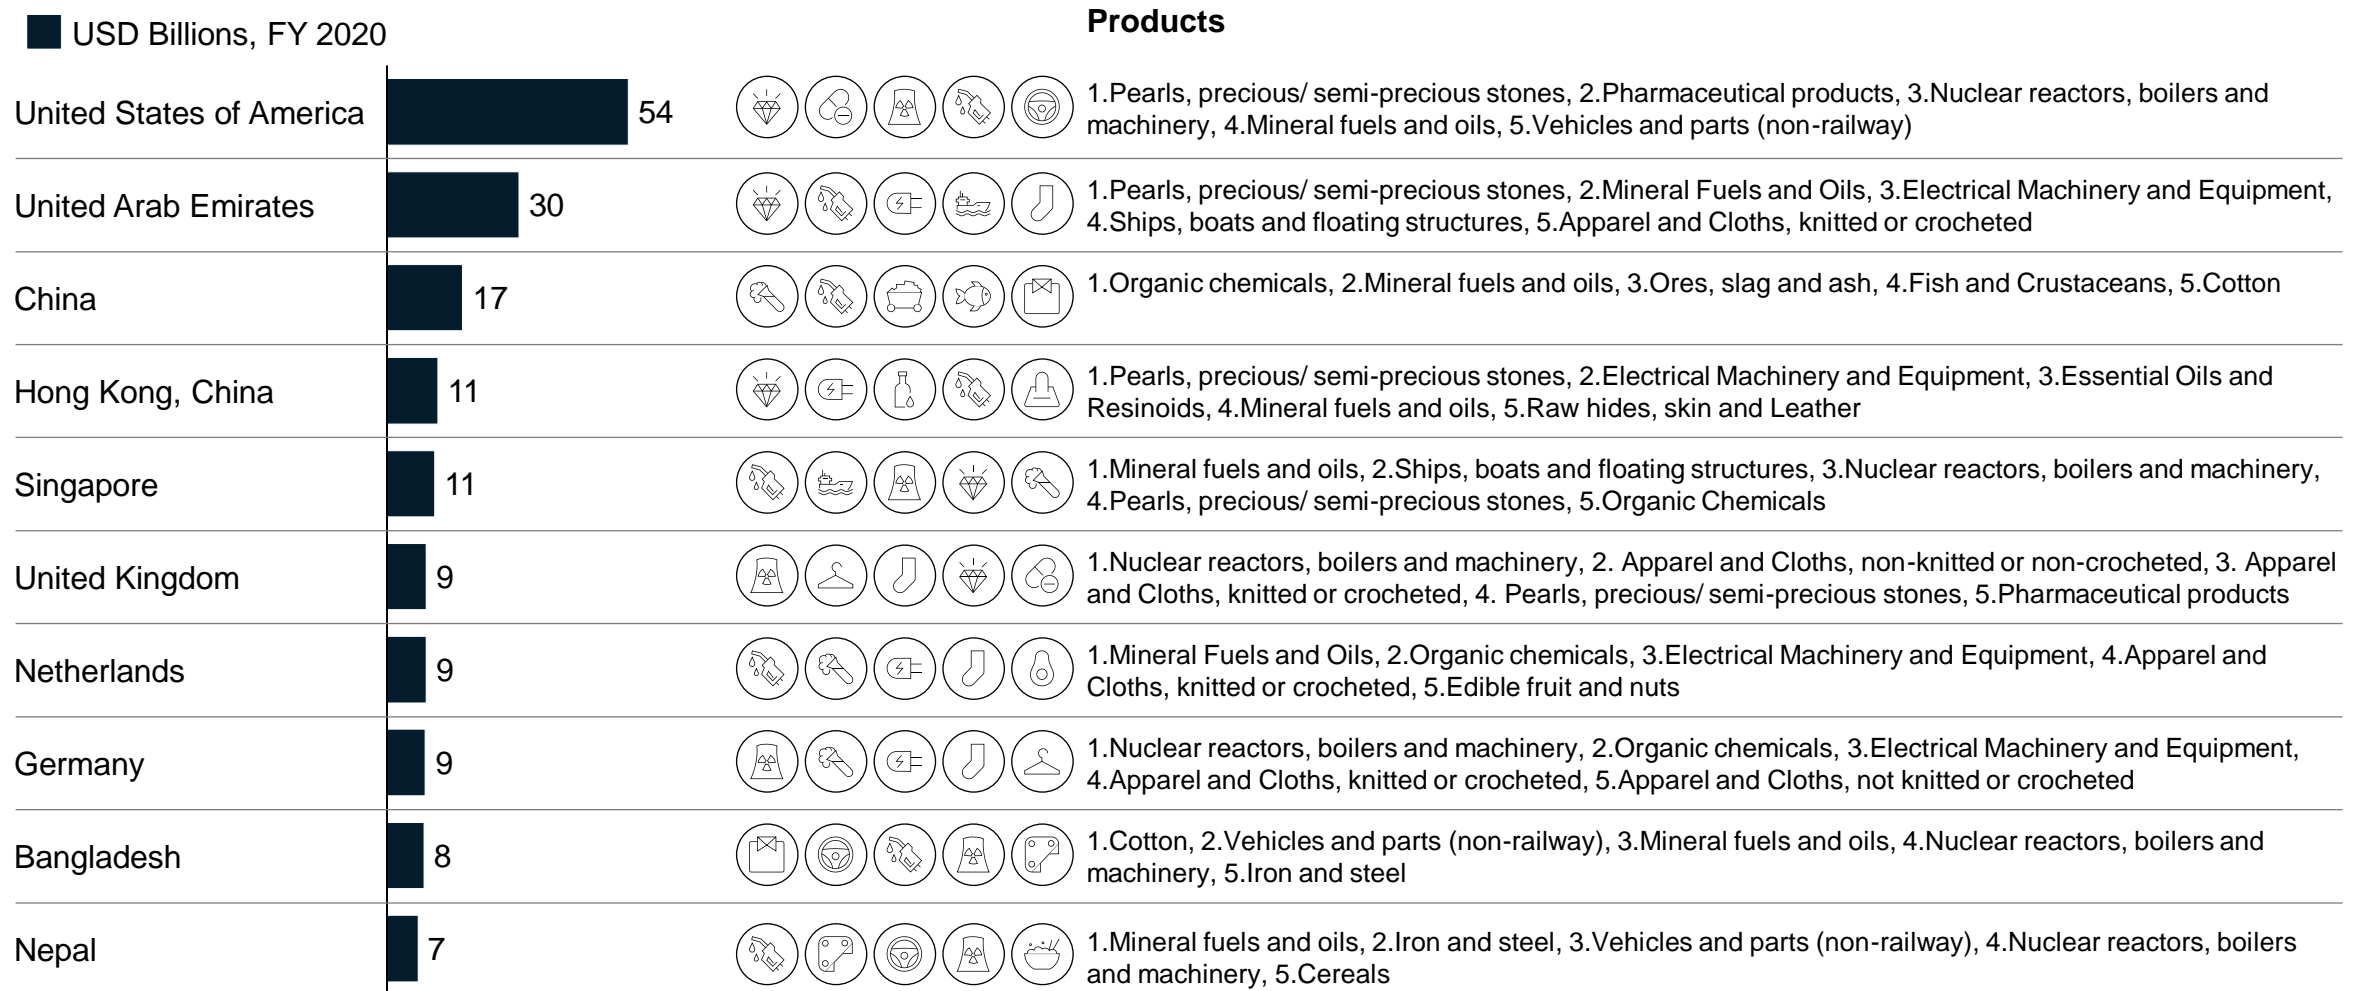 USD Billions, FY 2020
Products
United States of America
54
1.Pearls, precious/ semi-precious stones, 2.Pharmaceutical products, 3.Nuclear reactors, boilers and
machinery, 4.Mineral fuels and oils, 5.Vehicles and parts (non-railway)
United Arab Emirates
30
1.Pearls, precious/ semi-precious stones, 2.Mineral Fuels and Oils, 3.Electrical Machinery and Equipment,
4.Ships, boats and floating structures, 5.Apparel and Cloths, knitted or crocheted
China
17
1.Organic chemicals, 2.Mineral fuels and oils, 3.Ores, slag and ash, 4.Fish and Crustaceans, 5.Cotton
Hong Kong, China
11
1.Pearls, precious/ semi-precious stones, 2.Electrical Machinery and Equipment, 3.Essential Oils and
Resinoids, 4.Mineral fuels and oils, 5.Raw hides, skin and Leather
Singapore
11
1.Mineral fuels and oils, 2.Ships, boats and floating structures, 3.Nuclear reactors, boilers and machinery,
4.Pearls, precious/ semi-precious stones, 5.Organic Chemicals
United Kingdom
9
1.Nuclear reactors, boilers and machinery, 2. Apparel and Cloths, non-knitted or non-crocheted, 3. Apparel
and Cloths, knitted or crocheted, 4. Pearls, precious/ semi-precious stones, 5.Pharmaceutical products
Netherlands
9
1.Mineral Fuels and Oils, 2.Organic chemicals, 3.Electrical Machinery and Equipment, 4.Apparel and
Cloths, knitted or crocheted, 5.Edible fruit and nuts
Germany
9
1.Nuclear reactors, boilers and machinery, 2.Organic chemicals, 3.Electrical Machinery and Equipment,
4.Apparel and Cloths, knitted or crocheted, 5.Apparel and Cloths, not knitted or crocheted
Bangladesh
8
1.Cotton, 2.Vehicles and parts (non-railway), 3.Mineral fuels and oils, 4.Nuclear reactors, boilers and
machinery, 5.Iron and steel
Nepal
7
1.Mineral fuels and oils, 2.Iron and steel, 3.Vehicles and parts (non-railway), 4.Nuclear reactors, boilers
and machinery, 5.Cereals